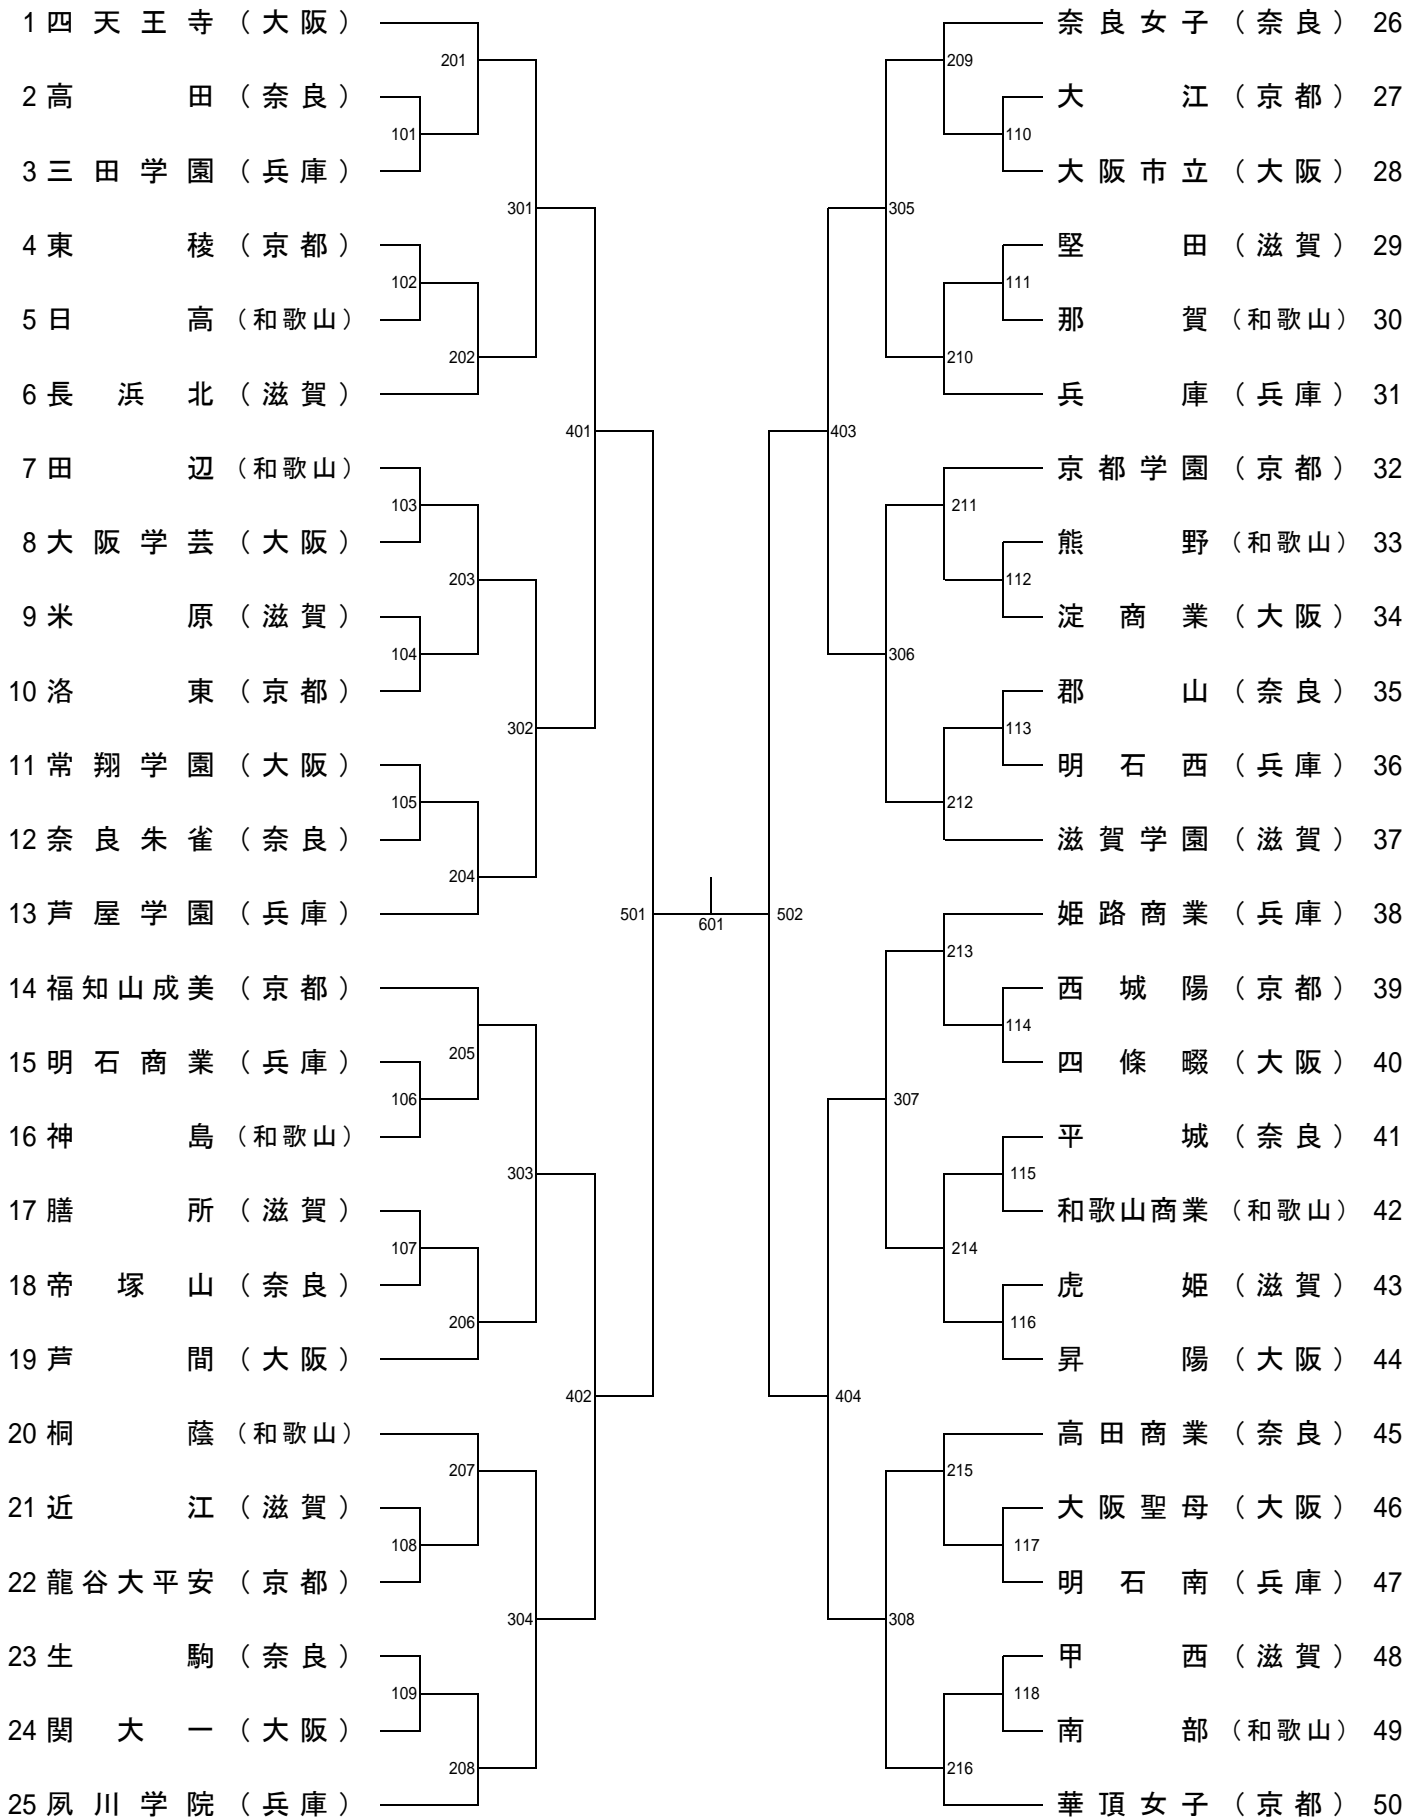 1 四天王寺（大阪） 奈良女子（奈良） 26
201 209
2 高田（奈良） 大江（京都） 27
101 110
3 三田学園（兵庫） 大阪市立（大阪） 28
301 305
4 東稜（京都） 堅田（滋賀） 29
102 111
5 日高（和歌山） 那賀（和歌山） 30
202 210
6 長浜北（滋賀） 兵庫（兵庫） 31
401 403
7 田辺（和歌山） 京都学園（京都） 32
103 211
8 大阪学芸（大阪） 熊野（和歌山） 33
203 112
9 米原（滋賀） 淀商業（大阪） 34
104 306
10 洛東（京都） 郡山（奈良） 35
302 113
11 常翔学園（大阪） 明石西（兵庫） 36
105 212
12 奈良朱雀（奈良） 滋賀学園（滋賀） 37
204
13 芦屋学園（兵庫） 501 601 502 姫路商業（兵庫） 38
213
14 福知山成美（京都） 西城陽（京都） 39
205 114
15 明石商業（兵庫） 四條畷（大阪） 40
106 307
16 神島（和歌山） 平城（奈良） 41
303 115
17 膳所（滋賀） 和歌山商業（和歌山） 42
107 214
18 帝塚山（奈良） 虎姫（滋賀） 43
206 116
19 芦間（大阪） 昇陽（大阪） 44
402 404
20 桐蔭（和歌山） 高田商業（奈良） 45
207 215
21 近江（滋賀） 大阪聖母（大阪） 46
108 117
22 龍谷大平安（京都） 明石南（兵庫） 47
304 308
23 生駒（奈良） 甲西（滋賀） 48
109 118
24 関大一（大阪） 南部（和歌山） 49
208 216
25 夙川学院（兵庫） 華頂女子（京都） 50